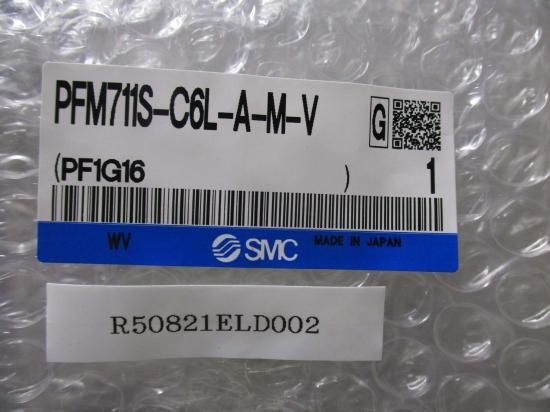 PFM711S-C6L-A-M-V G
(PF1G16 ) 1
WV SMC MADE IN JAPAN
R50821ELD002